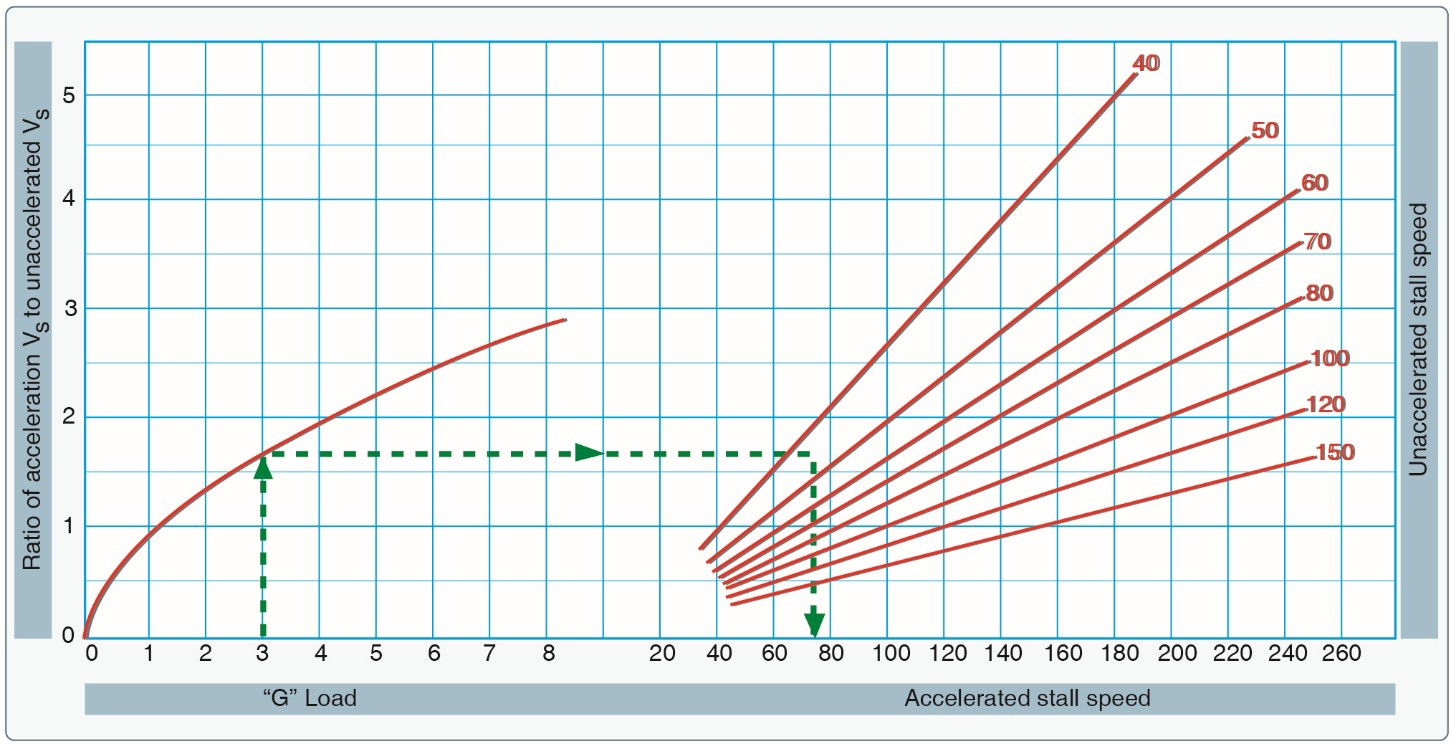 Ratio of acceleration VS to unaccelerated VS
5
4
3
2
1
0
40
50
60
70
80
100
120
150
Unaccelerated stall speed
0 1 2 3 4 5 6 7 8 20 40 60 80 100 120 140 160 180 200 220 240 260
“G” Load
Accelerated stall speed